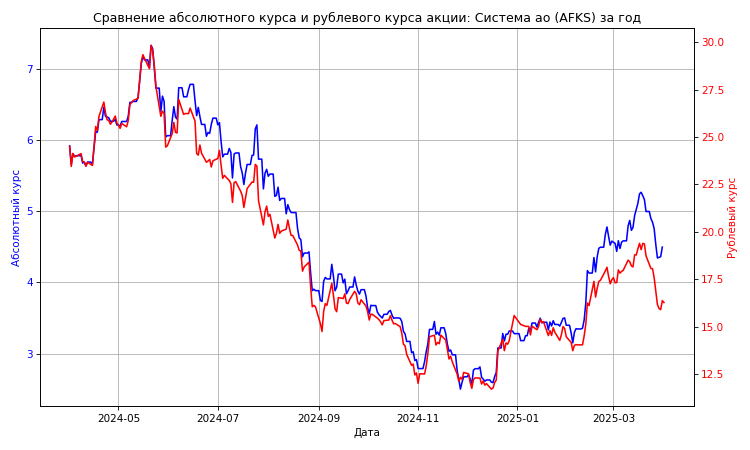 Сравнение абсолютного курса и рублевого курса акции: Система ао (AFKS) за год
30.0
7
27.5
6
25.0
22.5
5
20.0
4
17.5
15.0
3
12.5
Абсолютный курс
Рублевый курс
2024-05 2024-07 2024-09 2024-11 2025-01 2025-03
Дата